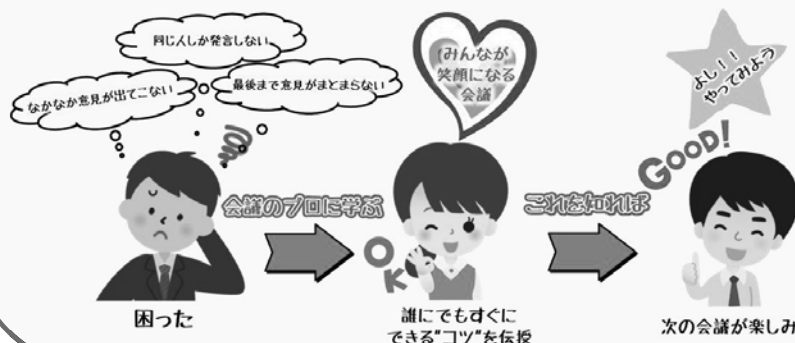 同じ人しか発言しない
なかなか意見が出てこない
最後まで意見がまとまらない
みんなが
笑顔になる
会議
よし!!
やってみよう
GOOD!
会議のプロに学ぶ
これを知れば
OK
困った
誰にでもすぐに
できる"コツ"を伝授
次の会議が楽しみ